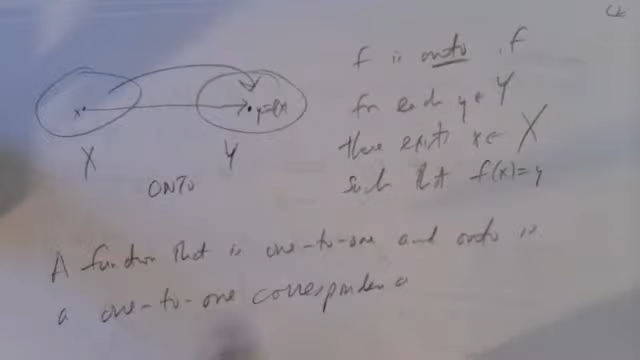 f is onto if
for each y ∈ Y
there exists x ∈ X
such that f(x)=y
x
y=f(x)
X Y
ONTO
A function that is one-to-one and onto is
a one-to-one correspondence